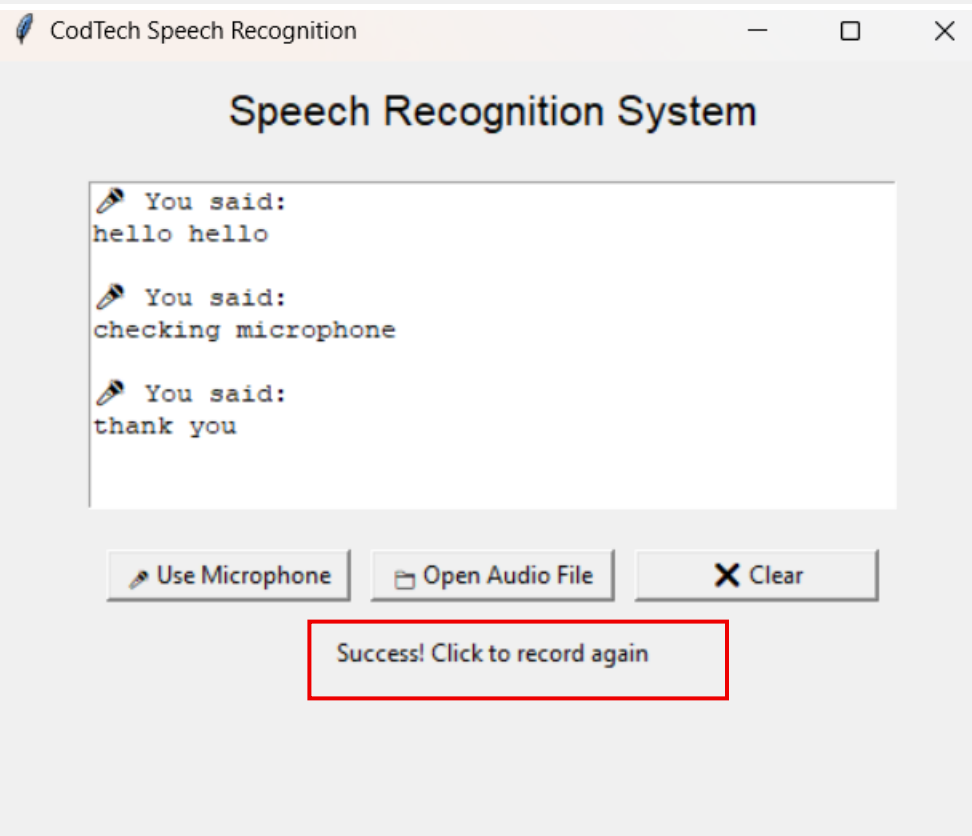 CodTech Speech Recognition
Speech Recognition System
You said:
hello hello
You said:
checking microphone
You said:
thank you
Use Microphone
Open Audio File
Clear
Success! Click to record again